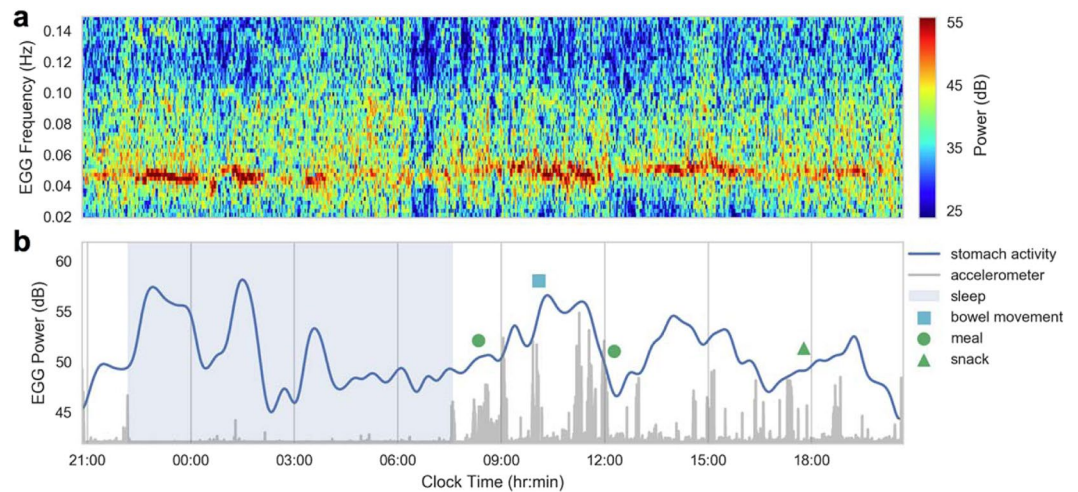 a
EGG Frequency (Hz)
0.14
0.12
0.10
0.08
0.06
0.04
0.02
55
45
35
25
Power (dB)
b
EGG Power (dB)
60
55
50
45
21:00 00:00 03:00 06:00 09:00 12:00 15:00 18:00
Clock Time (hr:min)
stomach activity
accelerometer
sleep
bowel movement
meal
snack